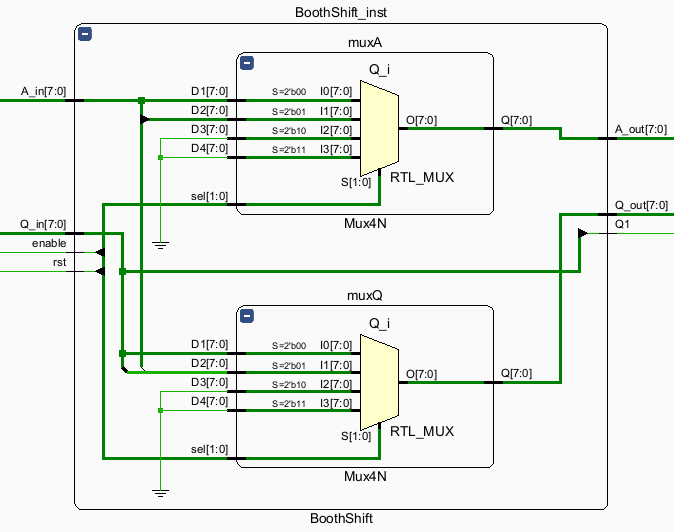 BoothShift_inst
muxA
Q_i
A_in[7:0]
D1[7:0]
S=2'b00
I0[7:0]
D2[7:0]
S=2'b01
I1[7:0]
O[7:0]
Q[7:0]
D3[7:0]
S=2'b10
I2[7:0]
A_out[7:0]
D4[7:0]
S=2'b11
I3[7:0]
S[1:0]
RTL_MUX
sel[1:0]
Q_out[7:0]
Q_in[7:0]
Mux4N
Q1
enable
rst
muxQ
Q_i
D1[7:0]
S=2'b00
I0[7:0]
D2[7:0]
S=2'b01
I1[7:0]
O[7:0]
Q[7:0]
D3[7:0]
S=2'b10
I2[7:0]
D4[7:0]
S=2'b11
I3[7:0]
S[1:0]
RTL_MUX
sel[1:0]
Mux4N
BoothShift